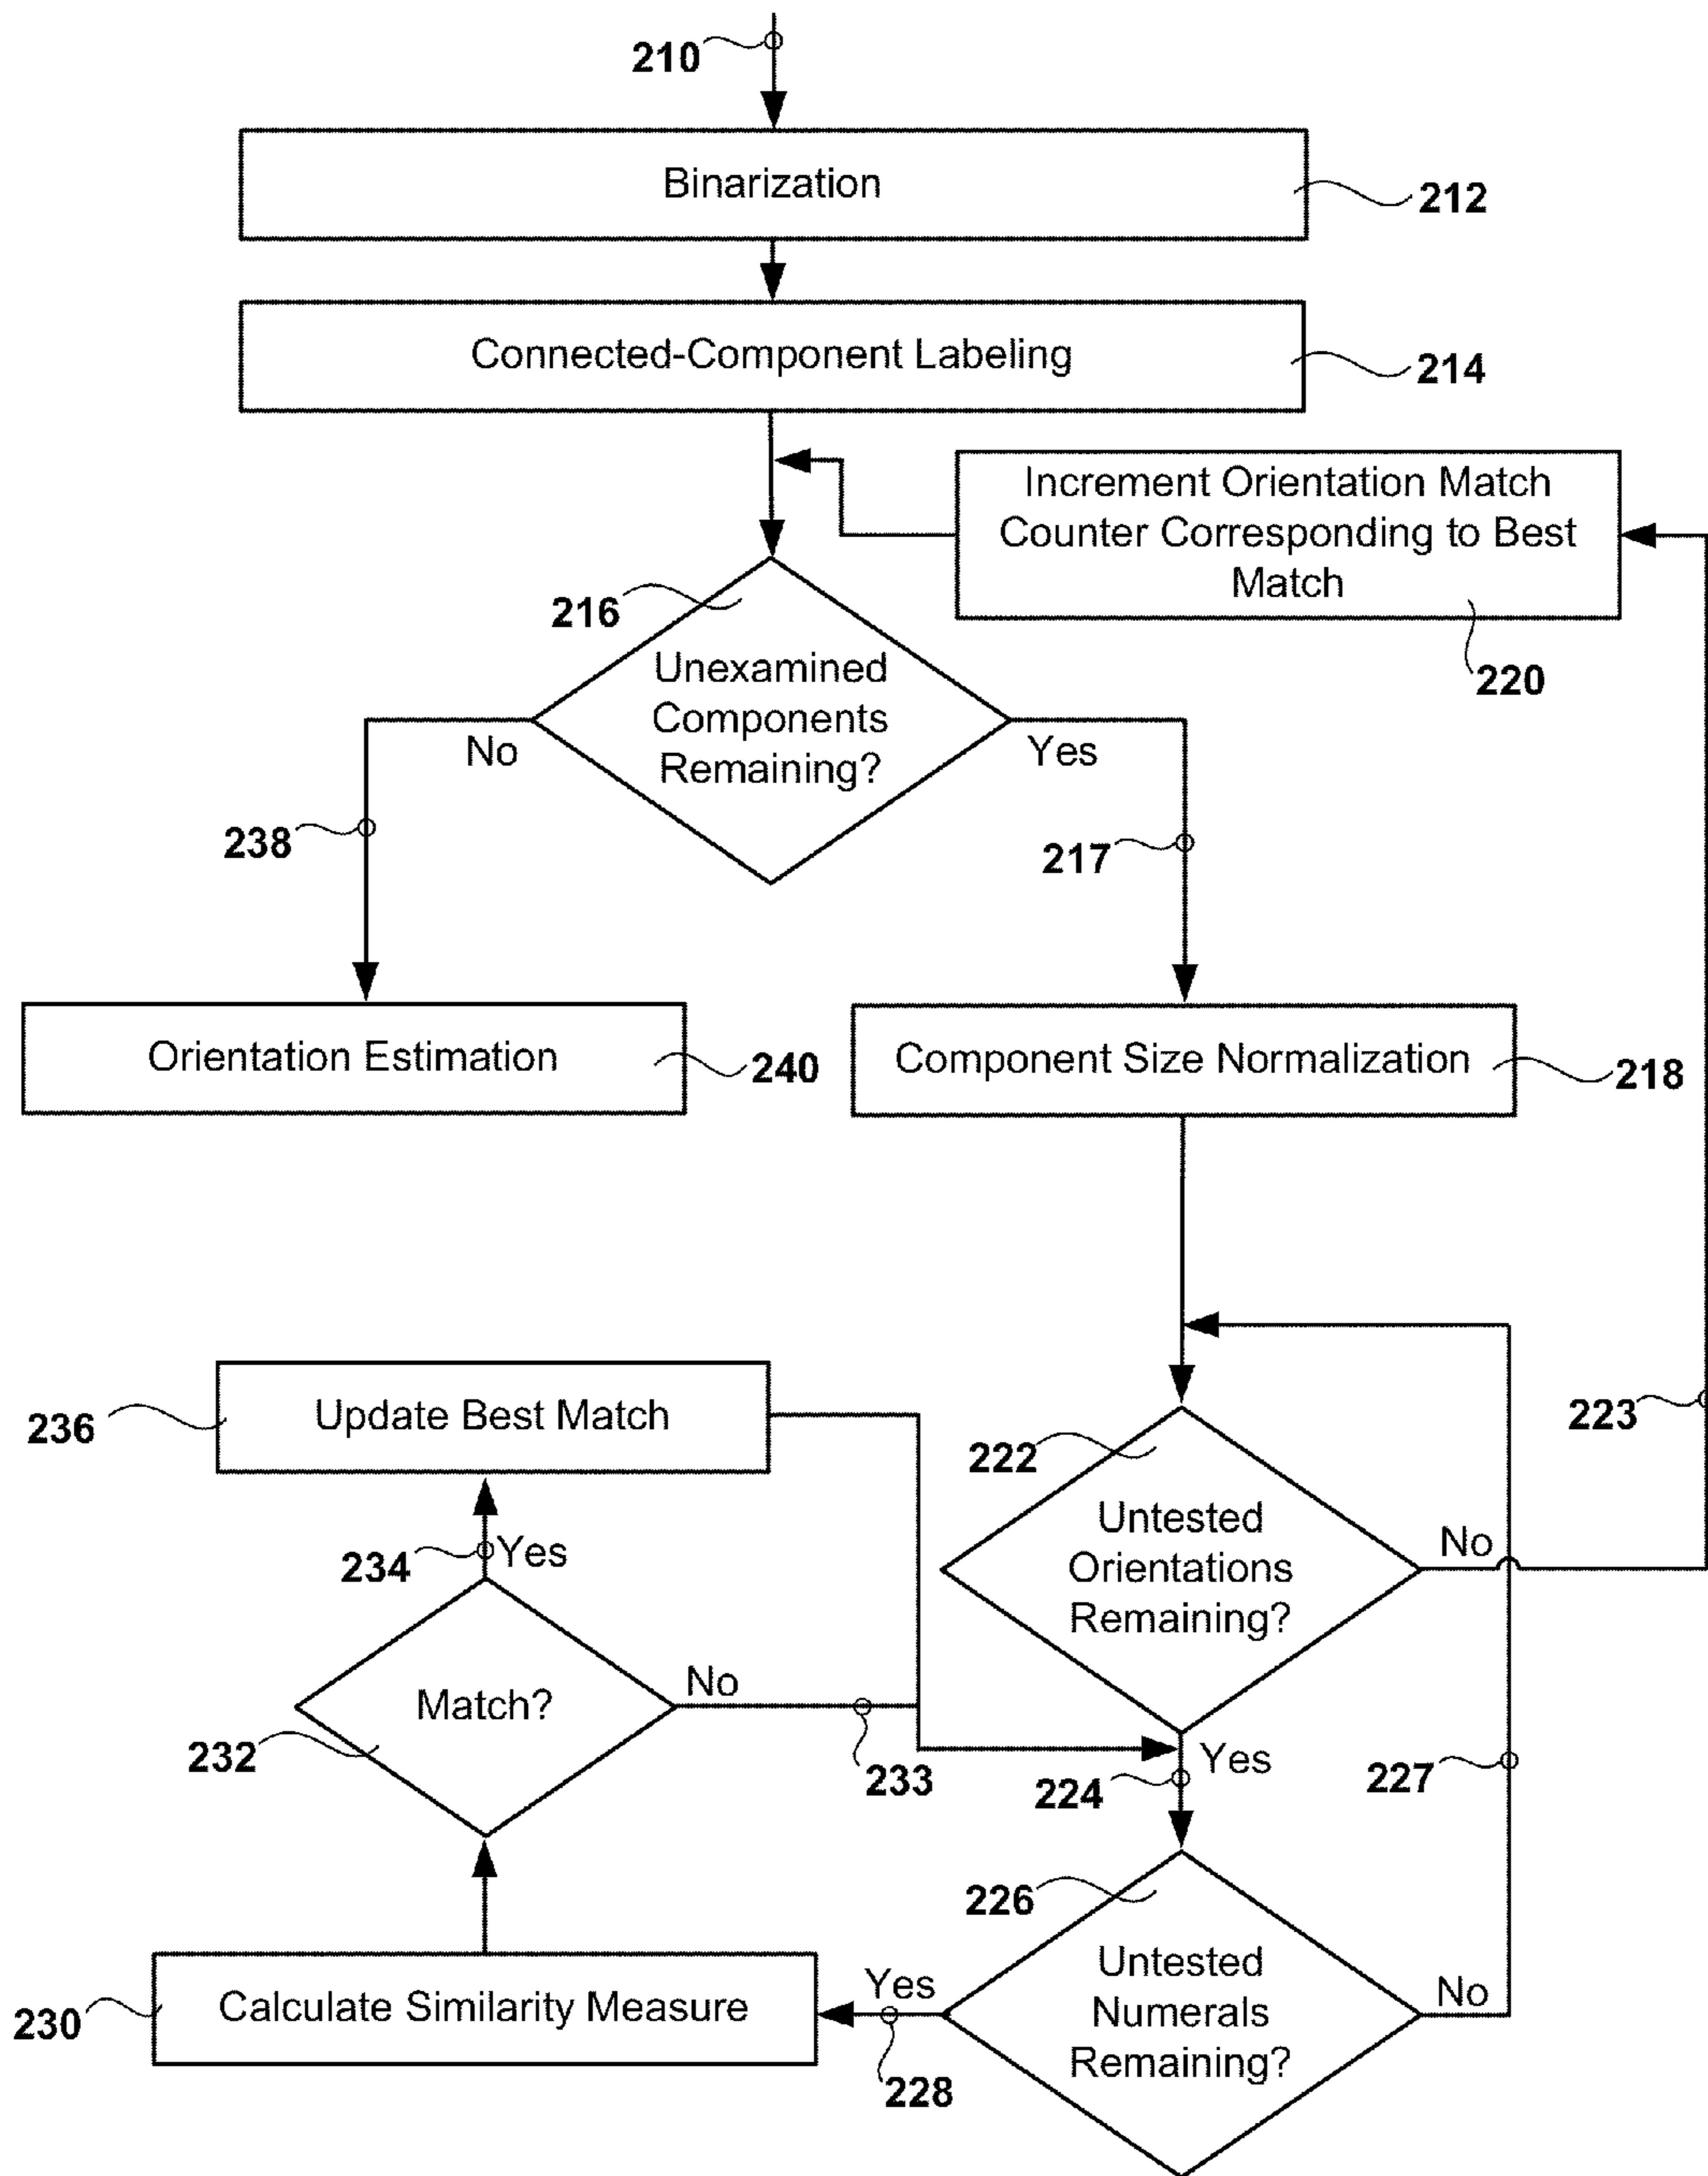 210
Binarization
212
Connected-Component Labeling
214
Increment Orientation Match
Counter Corresponding to Best
Match
220
216
Unexamined
Components
Remaining?
No
Yes
238
217
Orientation Estimation
240
Component Size Normalization
218
Update Best Match
236
223
222
Untested
Orientations
Remaining?
No
234
Yes
Match?
No
232
233
Yes
224
227
226
Untested
Numerals
Remaining?
Yes
No
Calculate Similarity Measure
230
228